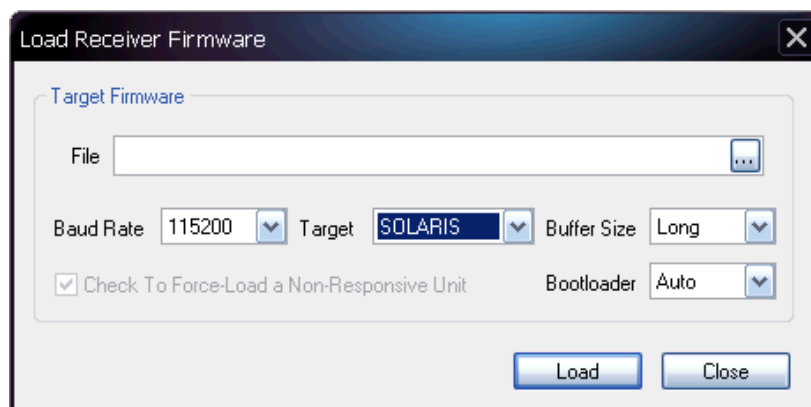 Load Receiver Firmware
Target Firmware
File
...
Baud Rate 115200 Target SOLARIS Buffer Size Long
Check To Force-Load a Non-Responsive Unit Bootloader Auto
Load Close